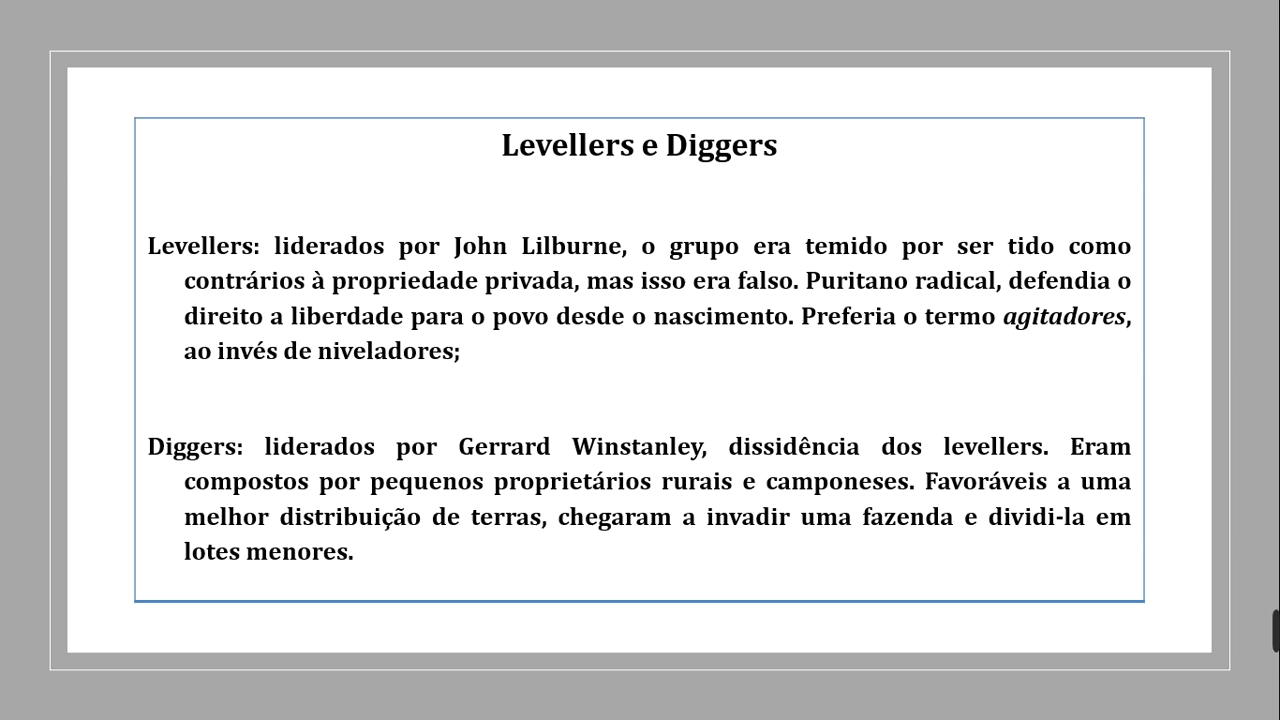 Levellers e Diggers
Levellers: liderados por John Lilburne, o grupo era temido por ser tido como
contrários à propriedade privada, mas isso era falso. Puritano radical, defendia o
direito a liberdade para o povo desde o nascimento. Preferia o termo agitadores,
ao invés de niveladores;
Diggers: liderados por Gerrard Winstanley, dissidência dos levellers. Eram
compostos por pequenos proprietários rurais e camponeses. Favoráveis a uma
melhor distribuição de terras, chegaram a invadir uma fazenda e dividi-la em
lotes menores.